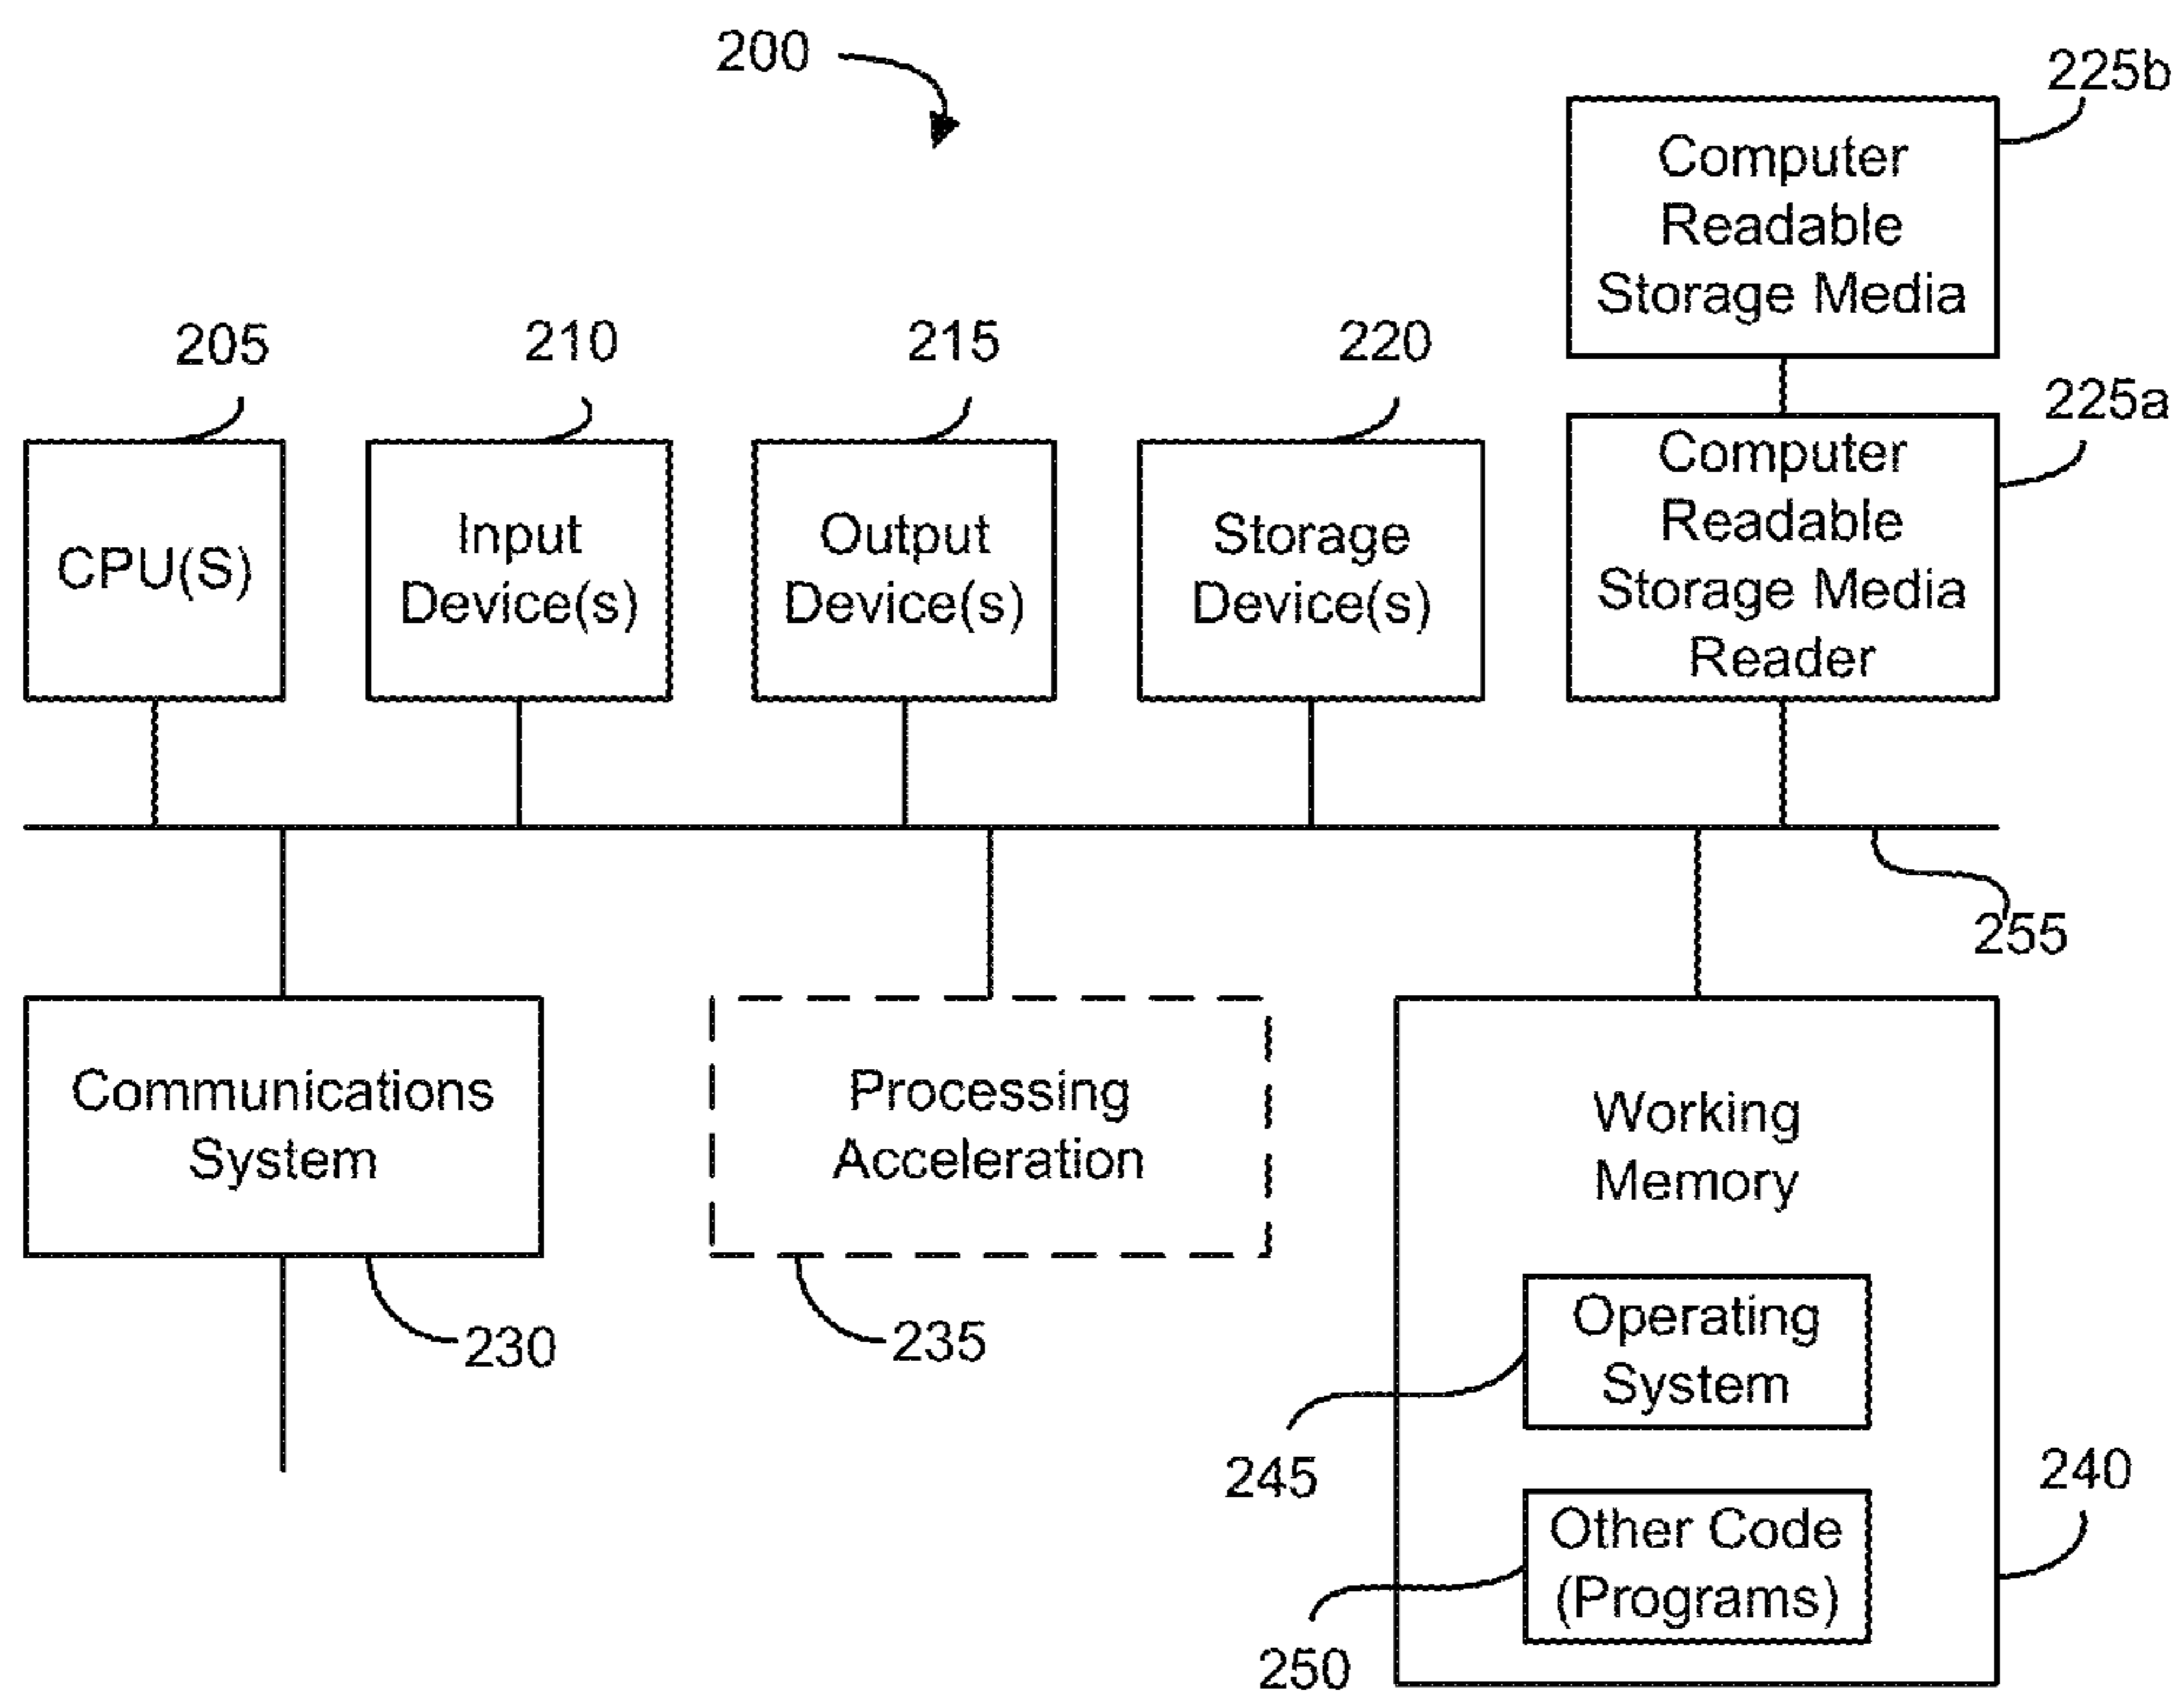 200
225b
Computer
Readable
Storage Media
205
210
215
220
225a
CPU(S)
Input
Device(s)
Output
Device(s)
Storage
Device(s)
Computer
Readable
Storage Media
Reader
255
Communications
System
230
Processing
Acceleration
235
Working
Memory
Operating
System
245
240
Other Code
(Programs)
250